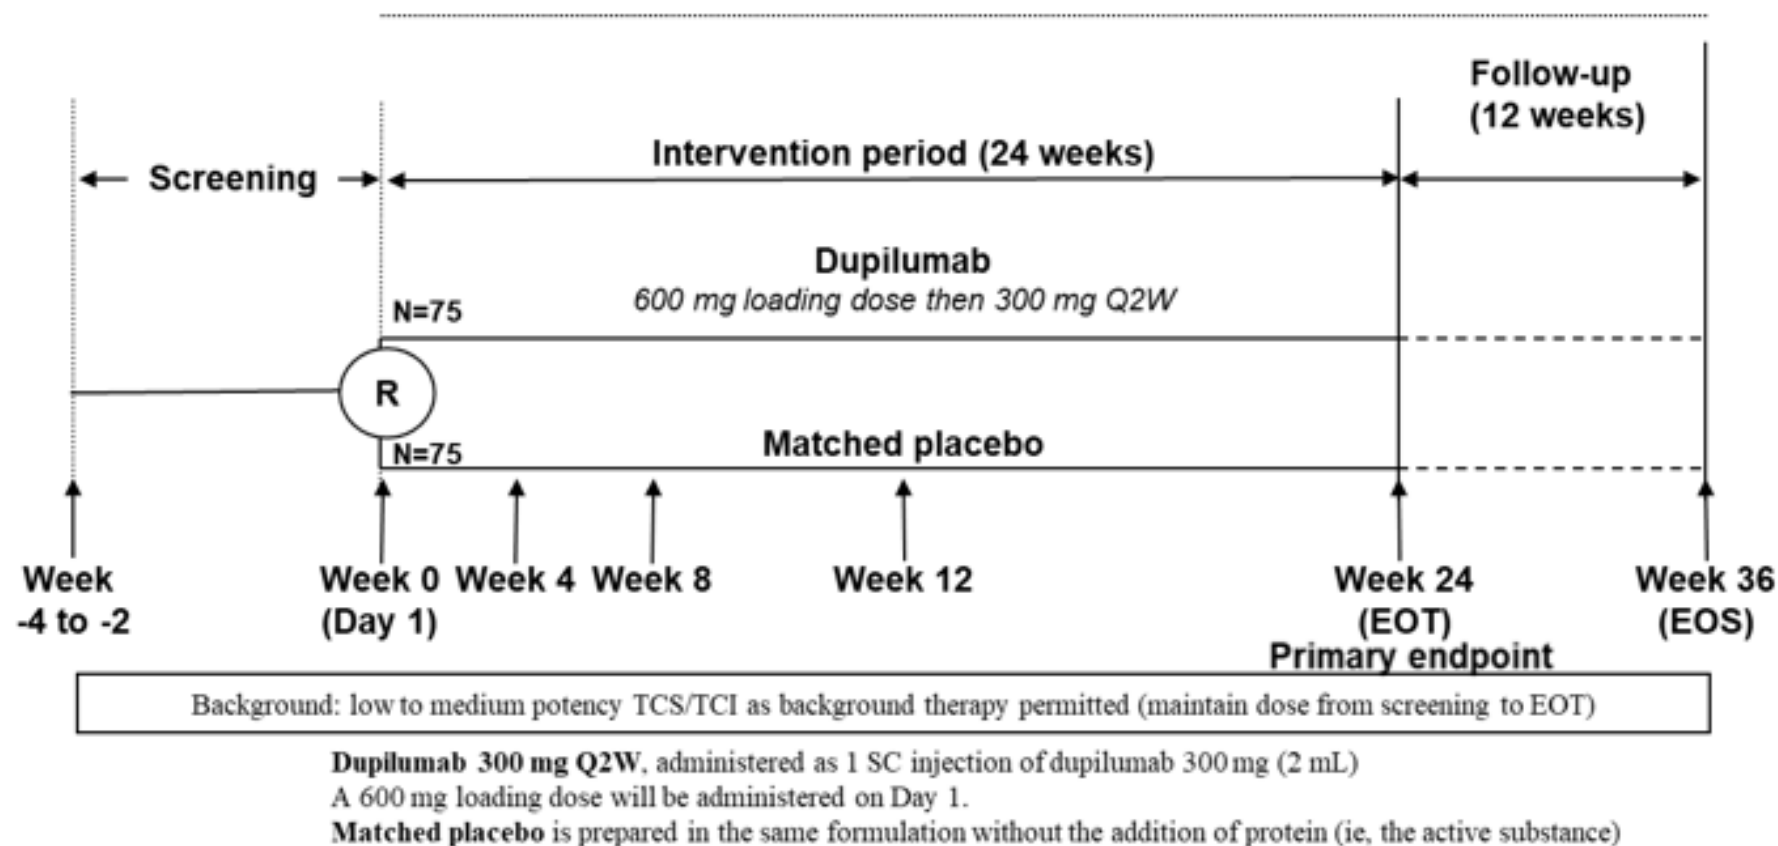 Follow-up
(12 weeks)
Intervention period (24 weeks)
Screening
Dupilumab
600 mg loading dose then 300 mg Q2W
N=75
R
Matched placebo
N=75
Week
-4 to -2
Week 0
(Day 1)
Week 4
Week 8
Week 12
Week 24
(EOT)
Primary endpoint
Week 36
(EOS)
Background: low to medium potency TCS/TCI as background therapy permitted (maintain dose from screening to EOT)
Dupilumab 300 mg Q2W, administered as 1 SC injection of dupilumab 300 mg (2 mL)
A 600 mg loading dose will be administered on Day 1.
Matched placebo is prepared in the same formulation without the addition of protein (ie, the active substance)